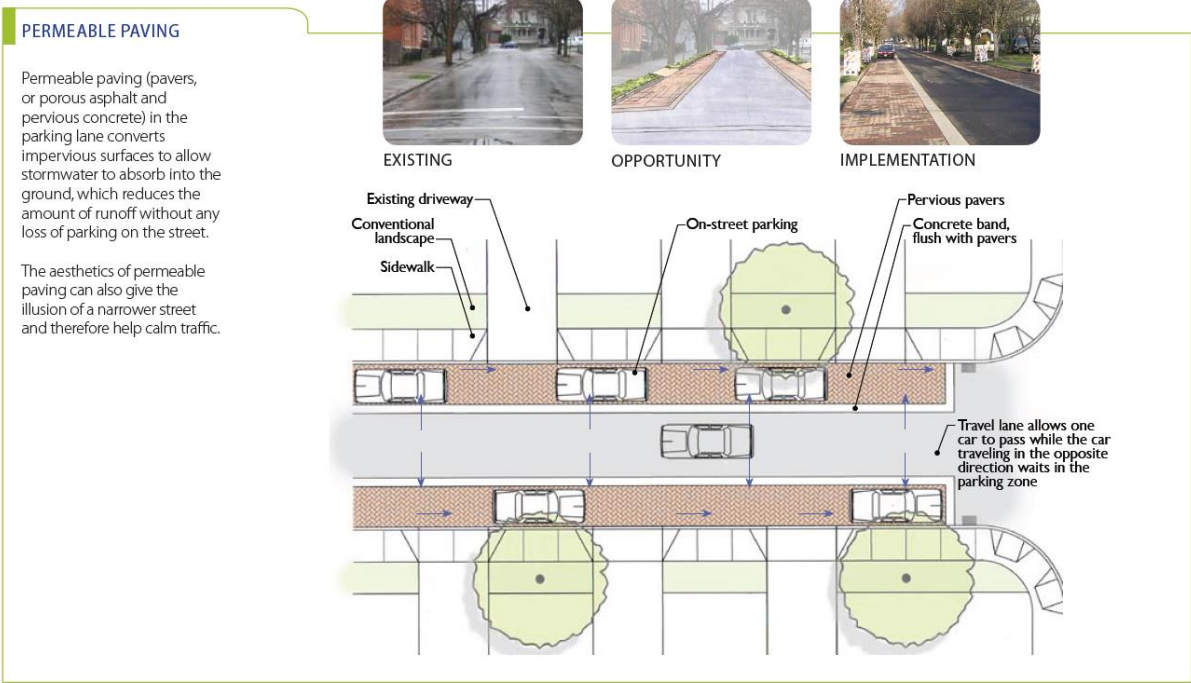 PERMEABLE PAVING
Permeable paving (pavers,
or porous asphalt and
pervious concrete) in the
parking lane converts
impervious surfaces to allow
stormwater to absorb into the
ground, which reduces the
amount of runoff without any
loss of parking on the street.
The aesthetics of permeable
paving can also give the
illusion of a narrower street
and therefore help calm traffic.
EXISTING
OPPORTUNITY
IMPLEMENTATION
Existing driveway
Conventional
landscape
Sidewalk
On-street parking
Pervious pavers
Concrete band,
flush with pavers
Travel lane allows one
car to pass while the car
traveling in the opposite
direction waits in the
parking zone